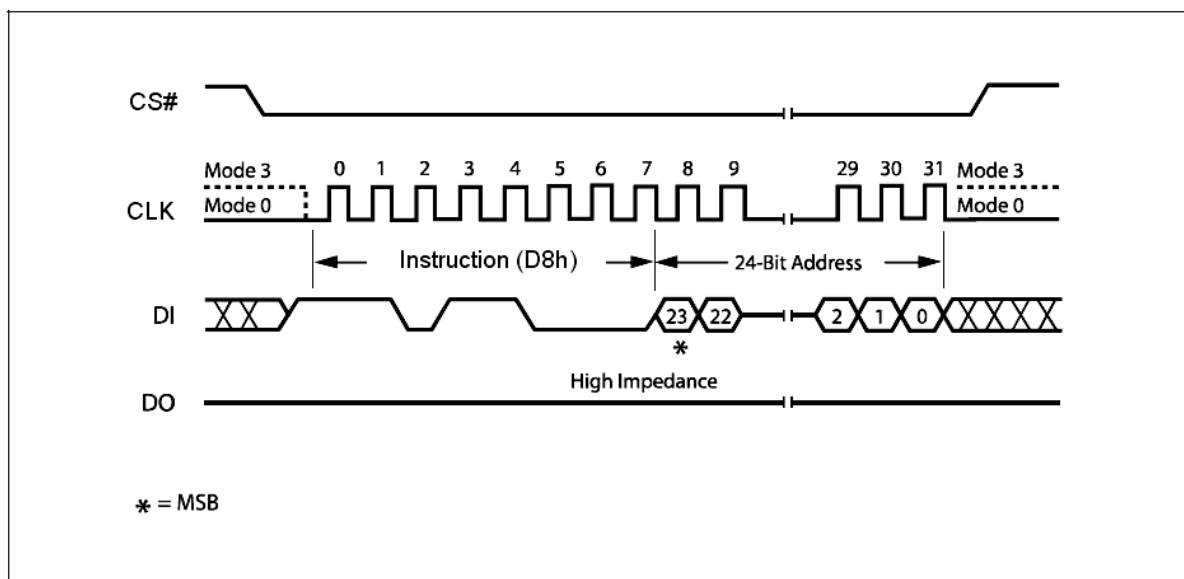 CS#
Mode 3 0 1 2 3 4 5 6 7 8 9 29 30 31 Mode 3
CLK Mode 0 Mode 0
Instruction (D8h) 24-Bit Address
DI 23 22 2 1 0
*
High Impedance
DO
* = MSB